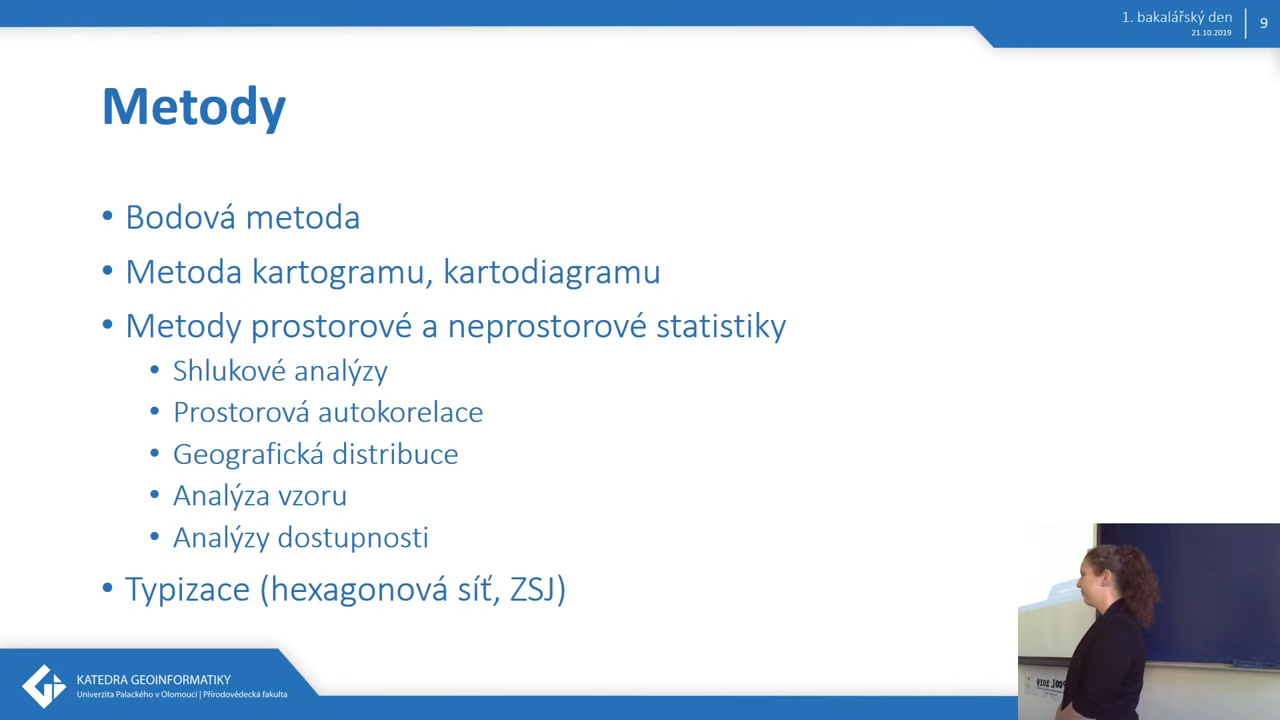 1. bakalářský den
21.10.2019
9
Metody
• Bodová metoda
• Metoda kartogramu, kartodiagramu
• Metody prostorové a neprostorové statistiky
• Shlukové analýzy
• Prostorová autokorelace
• Geografická distribuce
• Analýza vzoru
• Analýzy dostupnosti
• Typizace (hexagonová síť, ZSJ)
KATEDRA GEOINFORMATIKY
Univerzita Palackého v Olomouci | Přírodovědecká fakulta